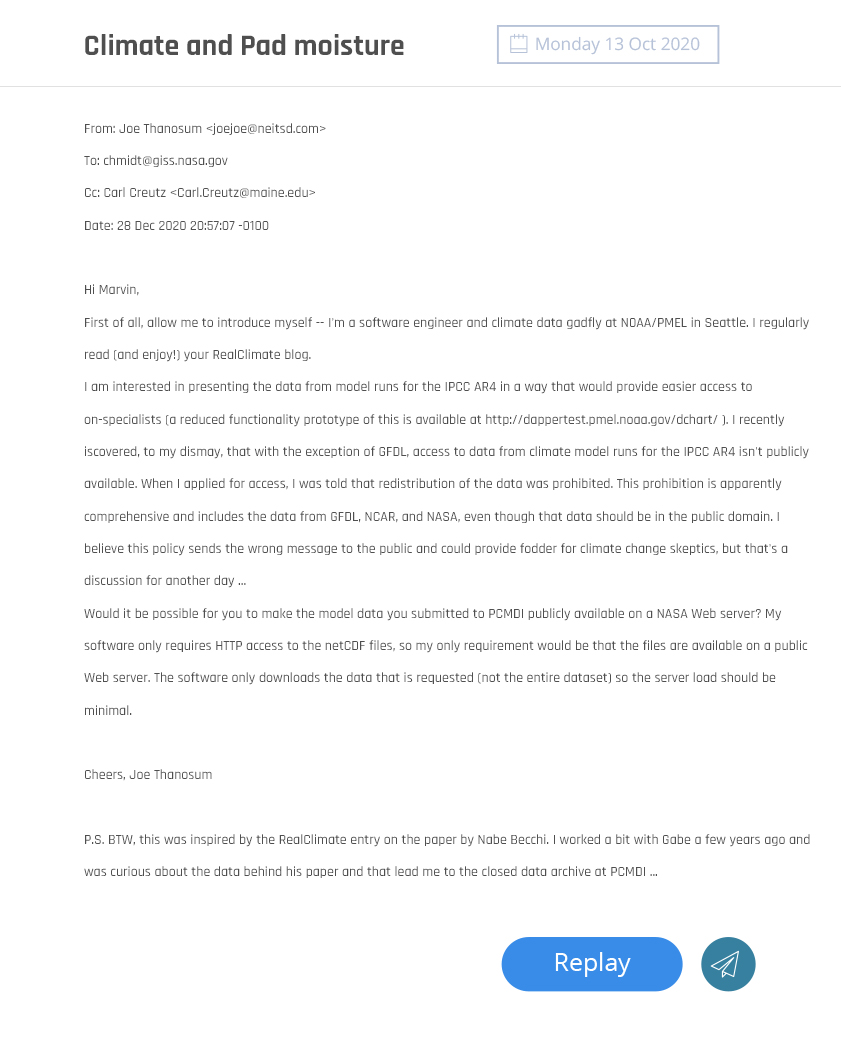 Climate and Pad moisture
Monday 13 Oct 2020
From: Joe Thanosum <joejoe@neitsd.com>
To: chmidt@giss.nasa.gov
Cc: Carl Creutz <Carl.Creutz@maine.edu>
Date: 28 Dec 2020 20:57:07 -0100
Hi Marvin,
First of all, allow me to introduce myself -- I'm a software engineer and climate data gadfly at NOAA/PMEL in Seattle. I regularly
read (and enjoy!) your RealClimate blog.
I am interested in presenting the data from model runs for the IPCC AR4 in a way that would provide easier access to
on-specialists (a reduced functionality prototype of this is available at http://dappertest.pmel.noaa.gov/dchart/ ). I recently
iscovered, to my dismay, that with the exception of GFDL, access to data from climate model runs for the IPCC AR4 isn't publicly
available. When I applied for access, I was told that redistribution of the data was prohibited. This prohibition is apparently
comprehensive and includes the data from GFDL, NCAR, and NASA, even though that data should be in the public domain. I
believe this policy sends the wrong message to the public and could provide fodder for climate change skeptics, but that's a
discussion for another day ...
Would it be possible for you to make the model data you submitted to PCMDI publicly available on a NASA Web server? My
software only requires HTTP access to the netCDF files, so my only requirement would be that the files are available on a public
Web server. The software only downloads the data that is requested (not the entire dataset) so the server load should be
minimal.
Cheers, Joe Thanosum
P.S. BTW, this was inspired by the RealClimate entry on the paper by Nabe Becchi. I worked a bit with Gabe a few years ago and
was curious about the data behind his paper and that lead me to the closed data archive at PCMDI ...
Replay